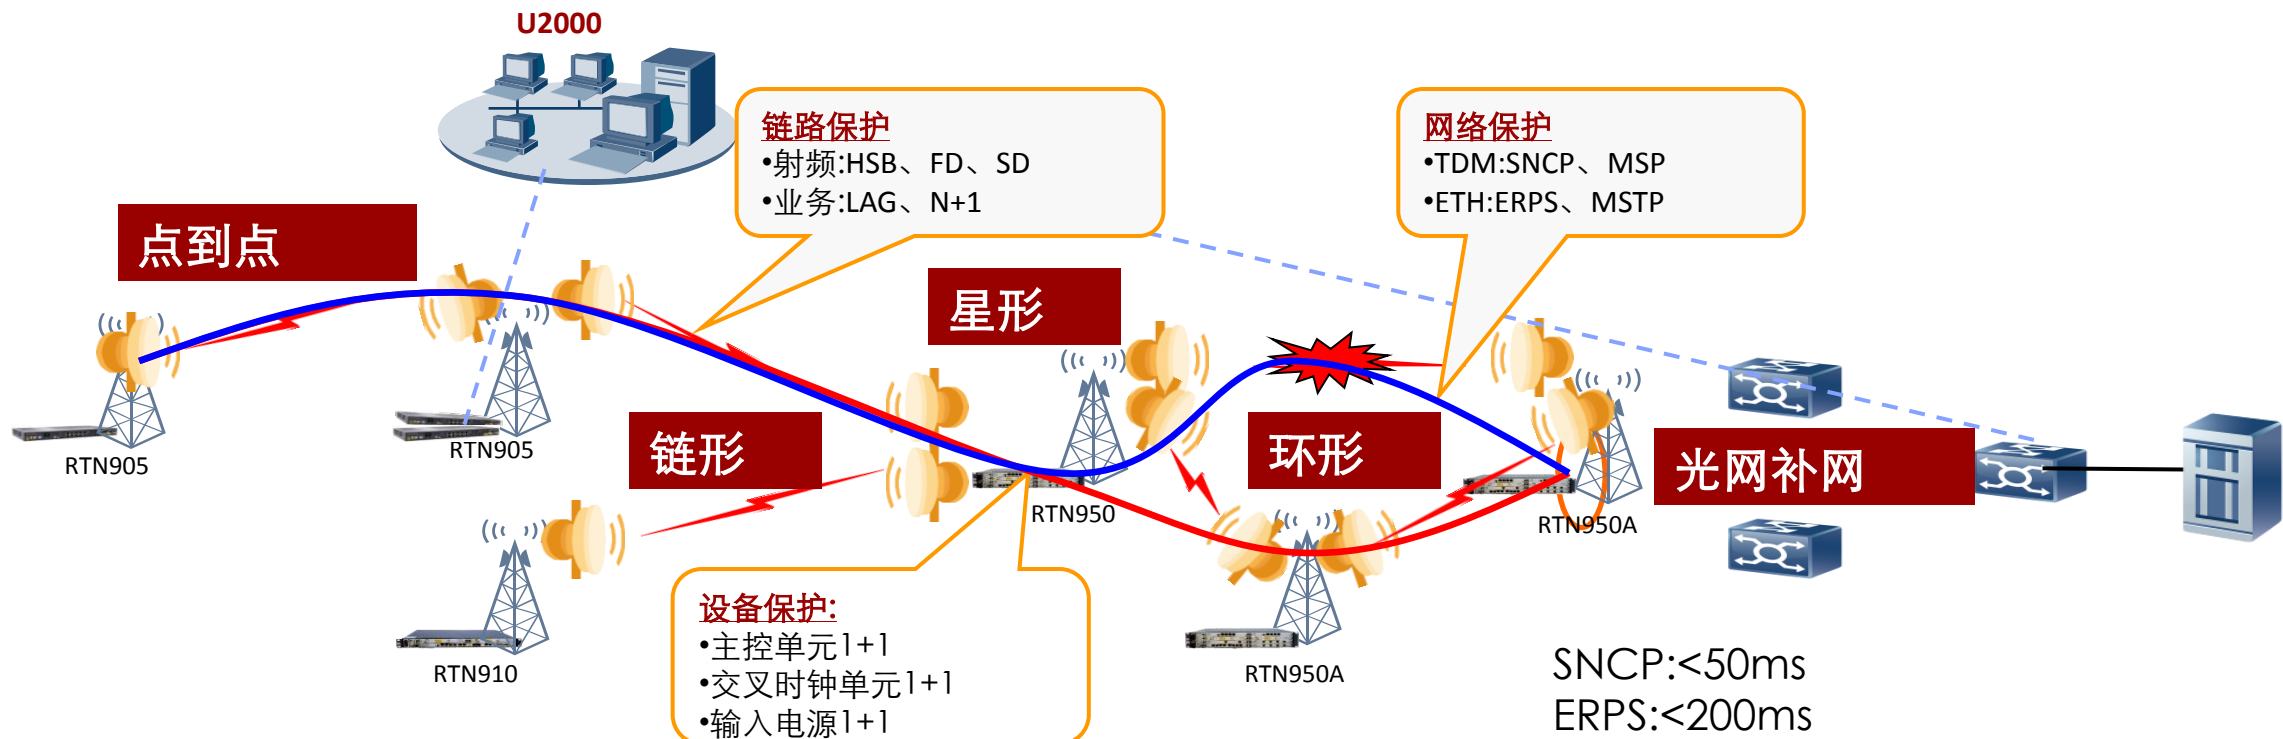 U2000
链路保护
•射频:HSB、FD、SD
•业务:LAG、N+1
网络保护
•TDM:SNCP、MSP
•ETH:ERPS、MSTP
点到点
星形
链形
环形
光网补网
RTN905
RTN905
RTN950
RTN950A
RTN910
RTN950A
设备保护:
•主控单元1+1
•交叉时钟单元1+1
•输入电源1+1
SNCP:<50ms
ERPS:<200ms